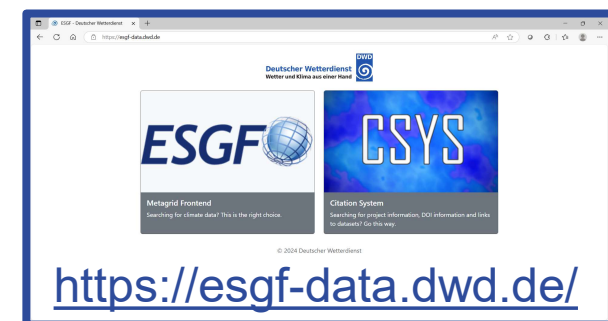 ESGF - Deutscher Wetterdienst
https://esgf-data.dwd.de
DWD
Deutscher Wetterdienst
Wetter und Klima aus einer Hand
ESGF
CSYS
Metagrid Frontend
Searching for climate data? This is the right choice.
Citation System
Searching for project information, DOI information and links
to datasets? Go this way.
© 2024 Deutscher Wetterdienst
https://esgf-data.dwd.de/